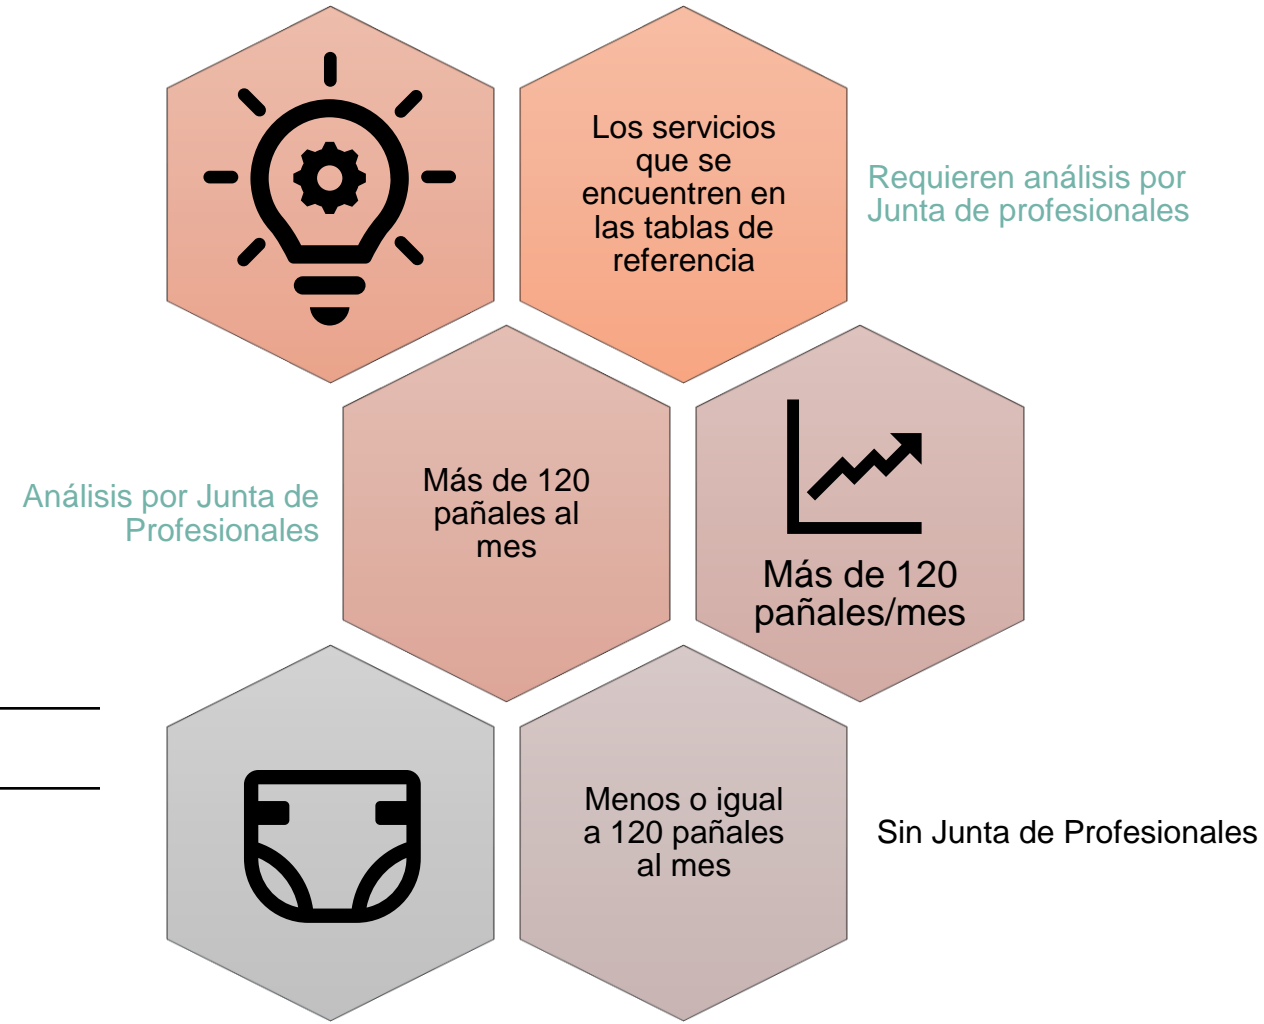 Los servicios
que se
encuentren en
las tablas de
referencia
Requieren análisis por
Junta de profesionales
Análisis por Junta de
Profesionales
Más de 120
pañales al
mes
Más de 120
pañales/mes
Menos o igual
a 120 pañales
al mes
Sin Junta de Profesionales